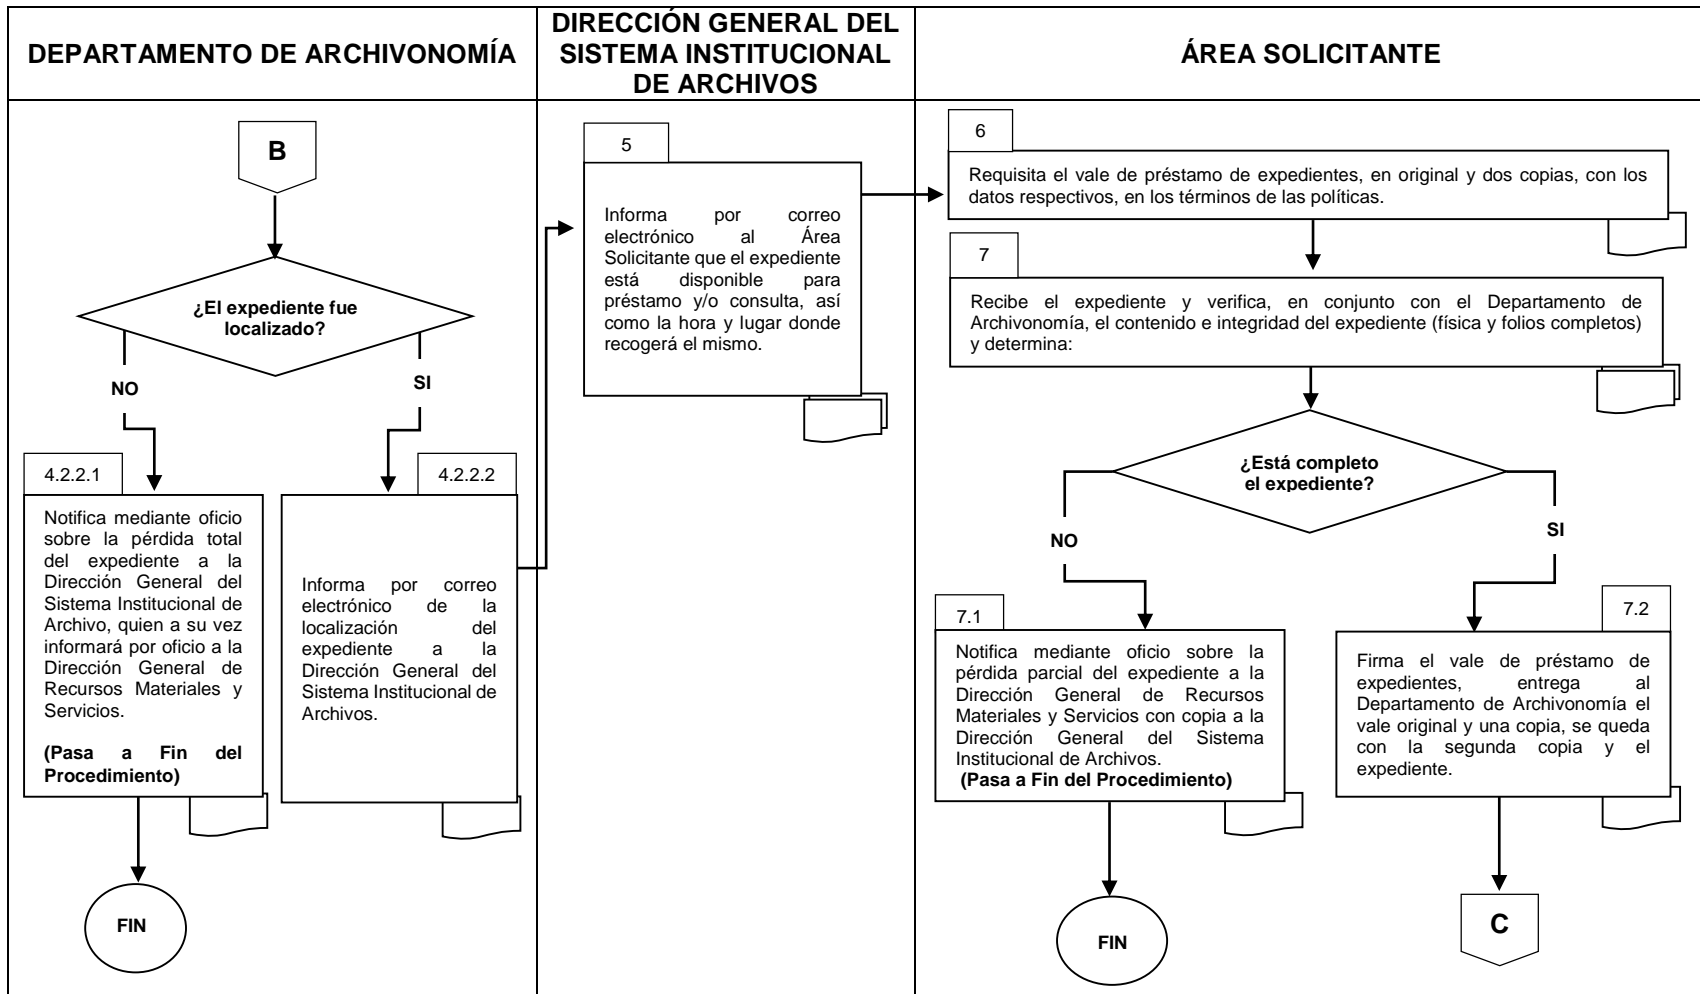 DEPARTAMENTO DE ARCHIVONOMÍA
DIRECCIÓN GENERAL DEL
SISTEMA INSTITUCIONAL
DE ARCHIVOS
ÁREA SOLICITANTE
B
¿El expediente fue
localizado?
NO
SI
4.2.2.1
Notifica mediante oficio
sobre la pérdida total
del expediente a la
Dirección General del
Sistema Institucional de
Archivo, quien a su vez
informará por oficio a la
Dirección General de
Recursos Materiales y
Servicios.
(Pasa a Fin del
Procedimiento)
FIN
4.2.2.2
Informa por correo
electrónico de la
localización del
expediente a la
Dirección General del
Sistema Institucional de
Archivos.
5
Informa por correo
electrónico al Área
Solicitante que el expediente
está disponible para
préstamo y/o consulta, así
como la hora y lugar donde
recogerá el mismo.
6
Requisita el vale de préstamo de expedientes, en original y dos copias, con los
datos respectivos, en los términos de las políticas.
7
Recibe el expediente y verifica, en conjunto con el Departamento de
Archivonomía, el contenido e integridad del expediente (física y folios completos)
y determina:
¿Está completo
el expediente?
NO
SI
7.1
Notifica mediante oficio sobre la
pérdida parcial del expediente a la
Dirección General de Recursos
Materiales y Servicios con copia a la
Dirección General del Sistema
Institucional de Archivos.
(Pasa a Fin del Procedimiento)
FIN
7.2
Firma el vale de préstamo de
expedientes, entrega al
Departamento de Archivonomía el
vale original y una copia, se queda
con la segunda copia y el
expediente.
C